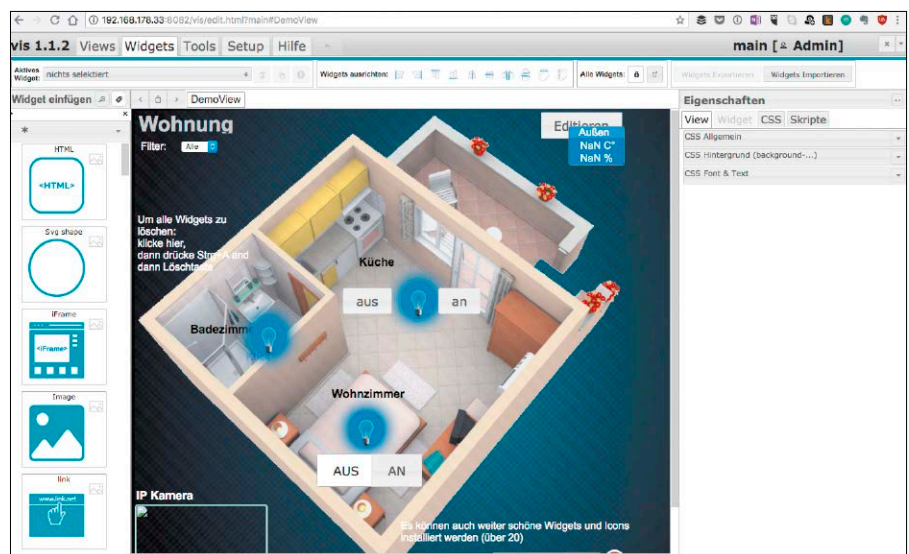 192.168.178.33:8082/vis/edit.html?main#DemoView
vis 1.1.2 Views Widgets Tools Setup Hilfe
main [ Admin]
Aktives Widget: nichts selektiert
Widgets ausrichten:
Alle Widgets:
Widgets Exportieren Widgets Importieren
Widget einfügen
DemoView
*
HTML
<HTML>
Svg shape
iFrame
<iFrame>
Image
link
www.link.net
Wohnung
Filter: Alle
Editieren
Außen
NaN C°
NaN %
Um alle Widgets zu
löschen:
klicke hier,
dann drücke Strg+A and
dann Löschtaste
Küche
aus an
Badezimme
Wohnzimmer
AUS AN
IP Kamera
Es können auch weiter schöne Widgets und Icons
installiert werden (über 20)
Eigenschaften
View Widget CSS Skripte
CSS Allgemein
CSS Hintergrund (background-...)
CSS Font & Text